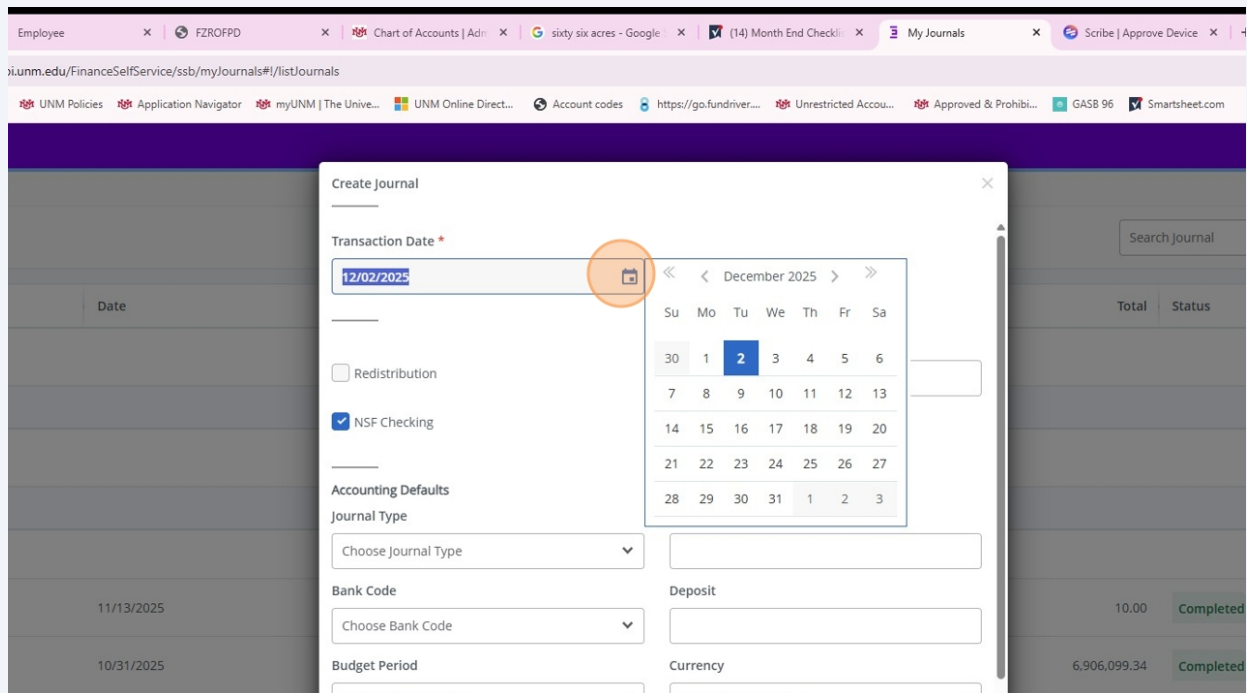 Employee × FZROFPD × Chart of Accounts | Adm × sixty six acres - Google × (14) Month End Checklis × My Journals × Scribe | Approve Device × +
oi.unm.edu/FinanceSelfService/ssb/myJournals#!/listJournals
UNM Policies Application Navigator myUNM | The Unive... UNM Online Direct... Account codes https://go.fundriver.... Unrestricted Accou... Approved & Prohibi... GASB 96 Smartsheet.com
Create Journal ×
Transaction Date *
Search Journal
12/02/2025
« < December 2025 > »
Date
Total Status
Su Mo Tu We Th Fr Sa
30 1 2 3 4 5 6
Redistribution
7 8 9 10 11 12 13
NSF Checking
14 15 16 17 18 19 20
21 22 23 24 25 26 27
Accounting Defaults
28 29 30 31 1 2 3
Journal Type
Choose Journal Type
Bank Code Deposit
11/13/2025 10.00 Completed
Choose Bank Code
Budget Period Currency
10/31/2025 6,906,099.34 Completed